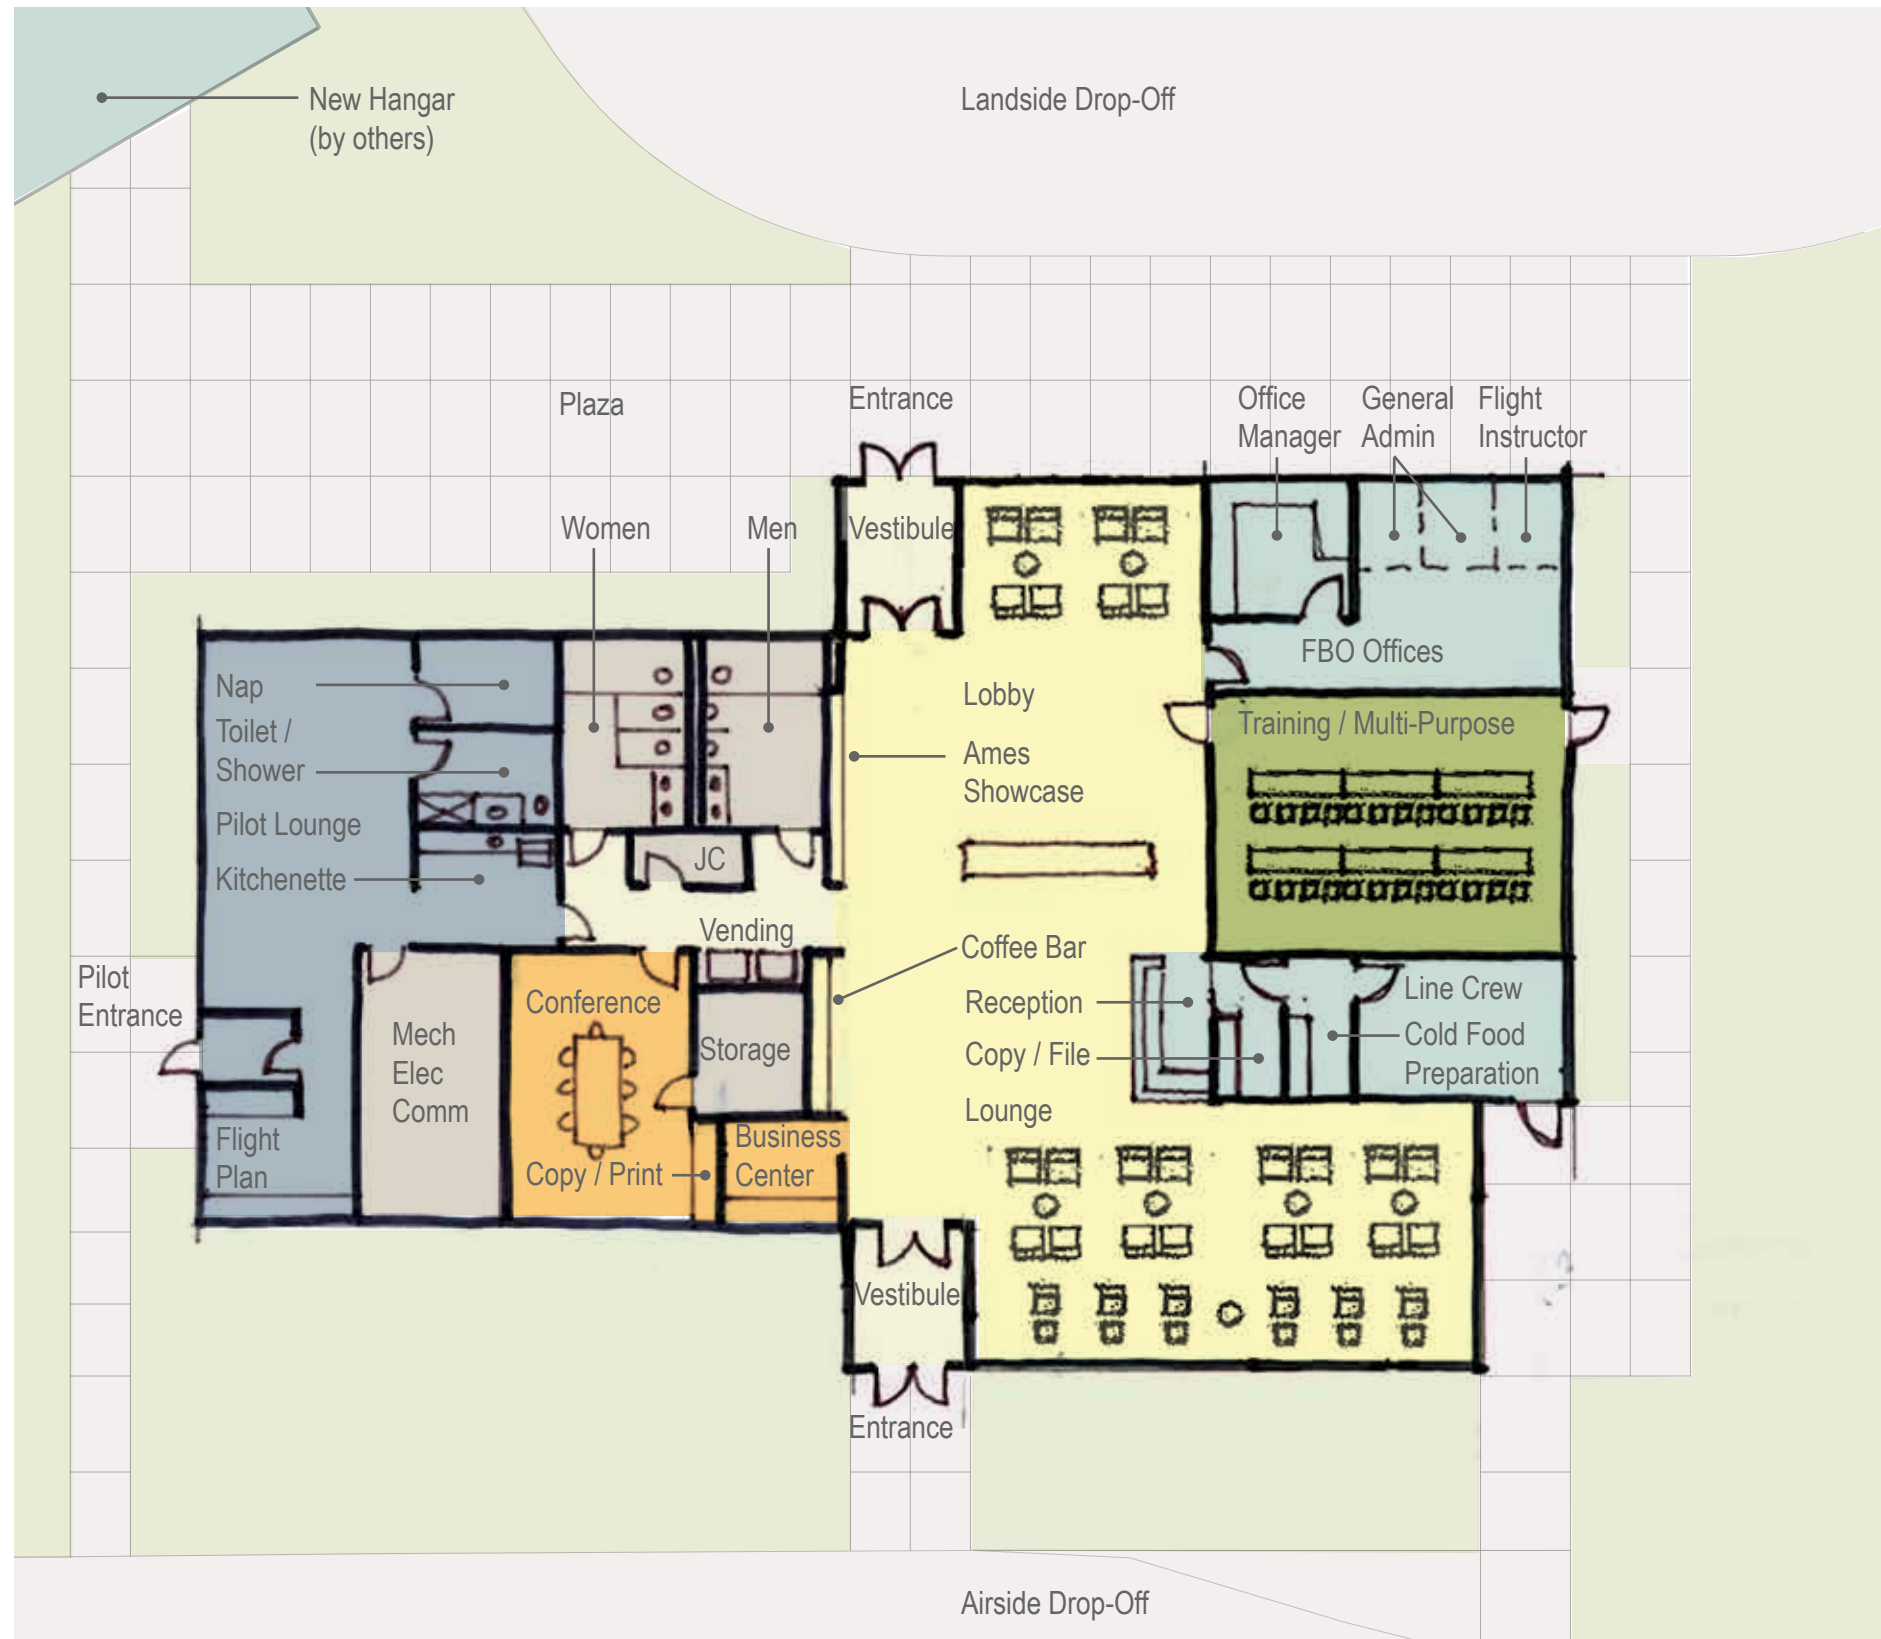 New Hangar
(by others)
Landside Drop-Off
Plaza
Entrance
Office
Manager
General
Admin
Flight
Instructor
Women
Men
Vestibule
FBO Offices
Nap
Toilet /
Shower
Pilot Lounge
Kitchenette
Lobby
Ames
Showcase
Training / Multi-Purpose
JC
Vending
Coffee Bar
Pilot
Entrance
Conference
Reception
Line Crew
Mech
Elec
Comm
Storage
Copy / File
Cold Food
Preparation
Lounge
Flight
Plan
Business
Center
Copy / Print
Vestibule
Entrance
Airside Drop-Off